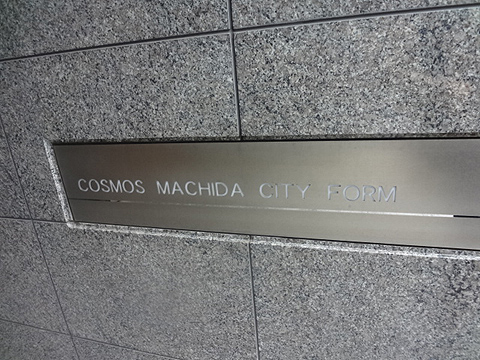 COSMOS MACHIDA CITY FORM